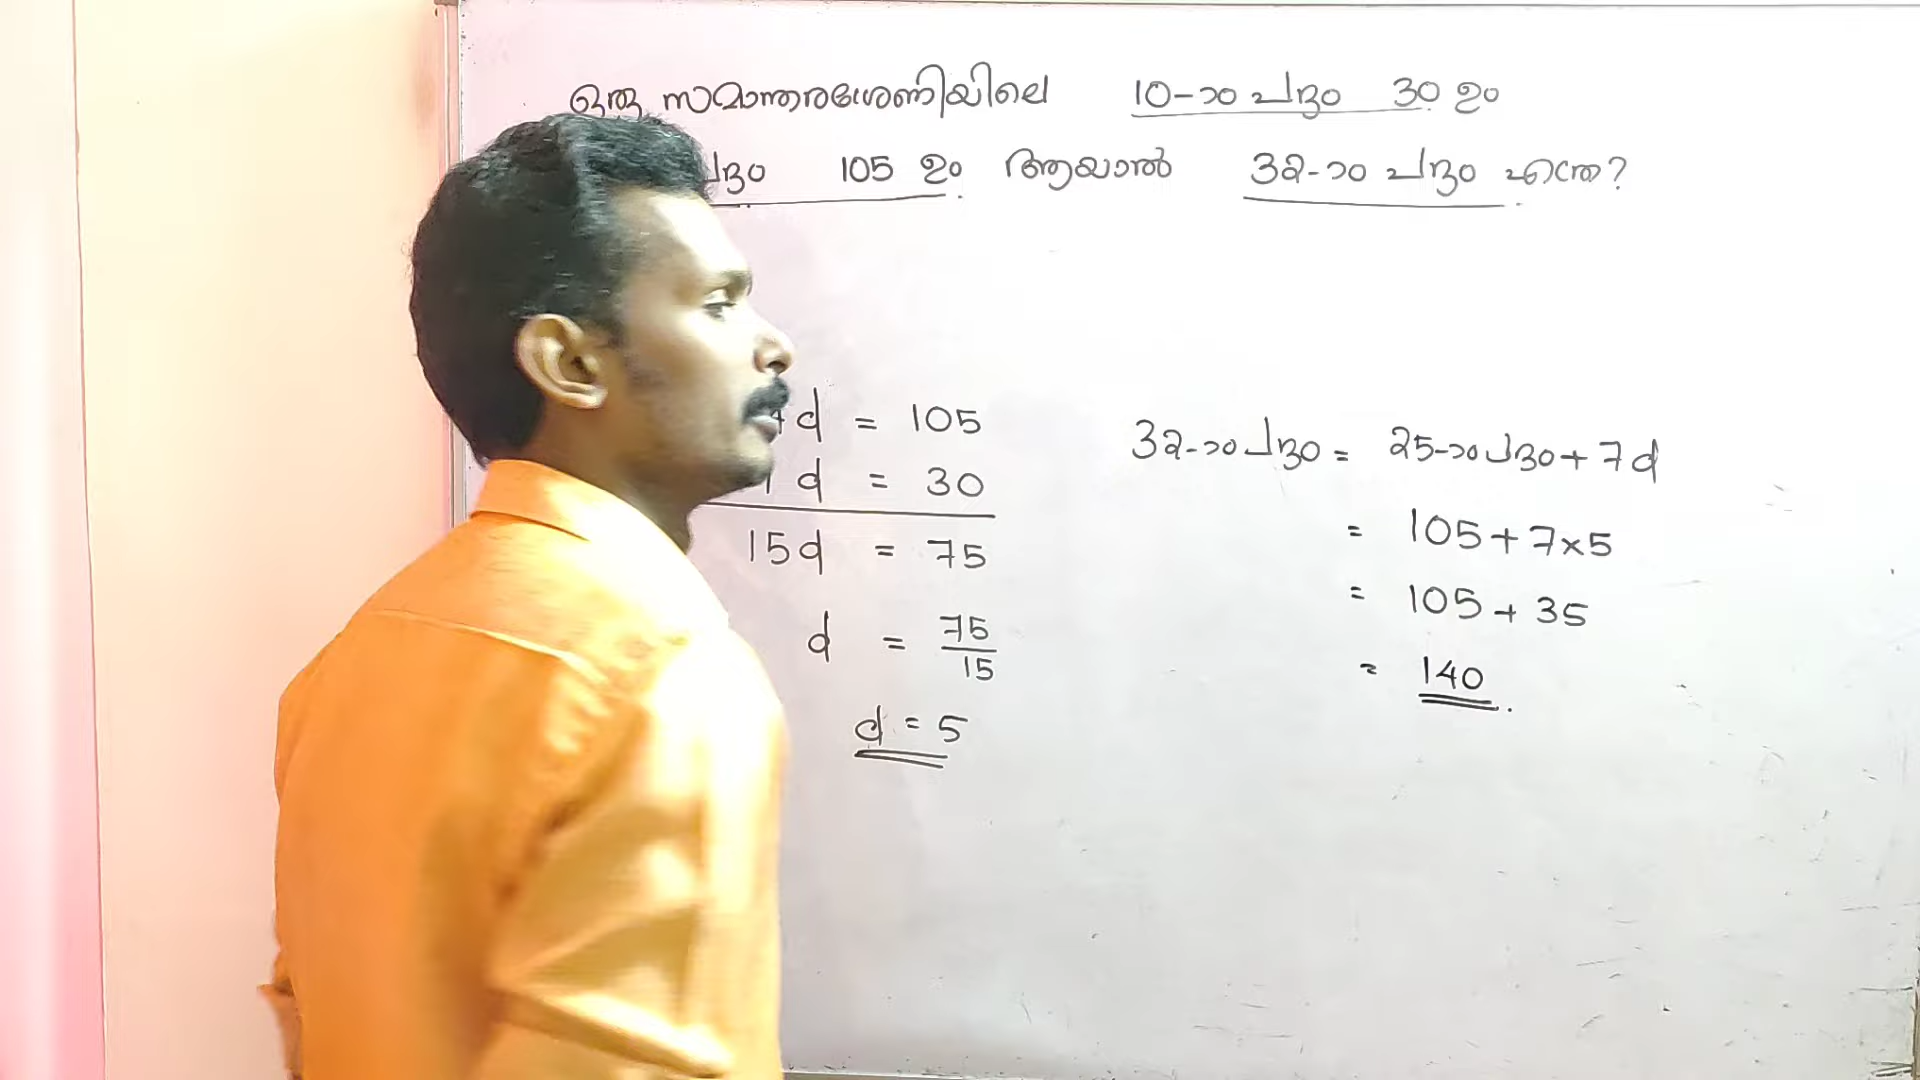 ഒരു സമാന്തരശ്രേണിയിലെ 10-ാം പദം 30 ഉം
പദം 105 ഉം ആയാൽ 32-ാം പദം എത്ര?
d = 105
d = 30
15d = 75
d = 75/15
d = 5
32-ാം പദം = 25-ാം പദം + 7d
= 105 + 7×5
= 105 + 35
= 140